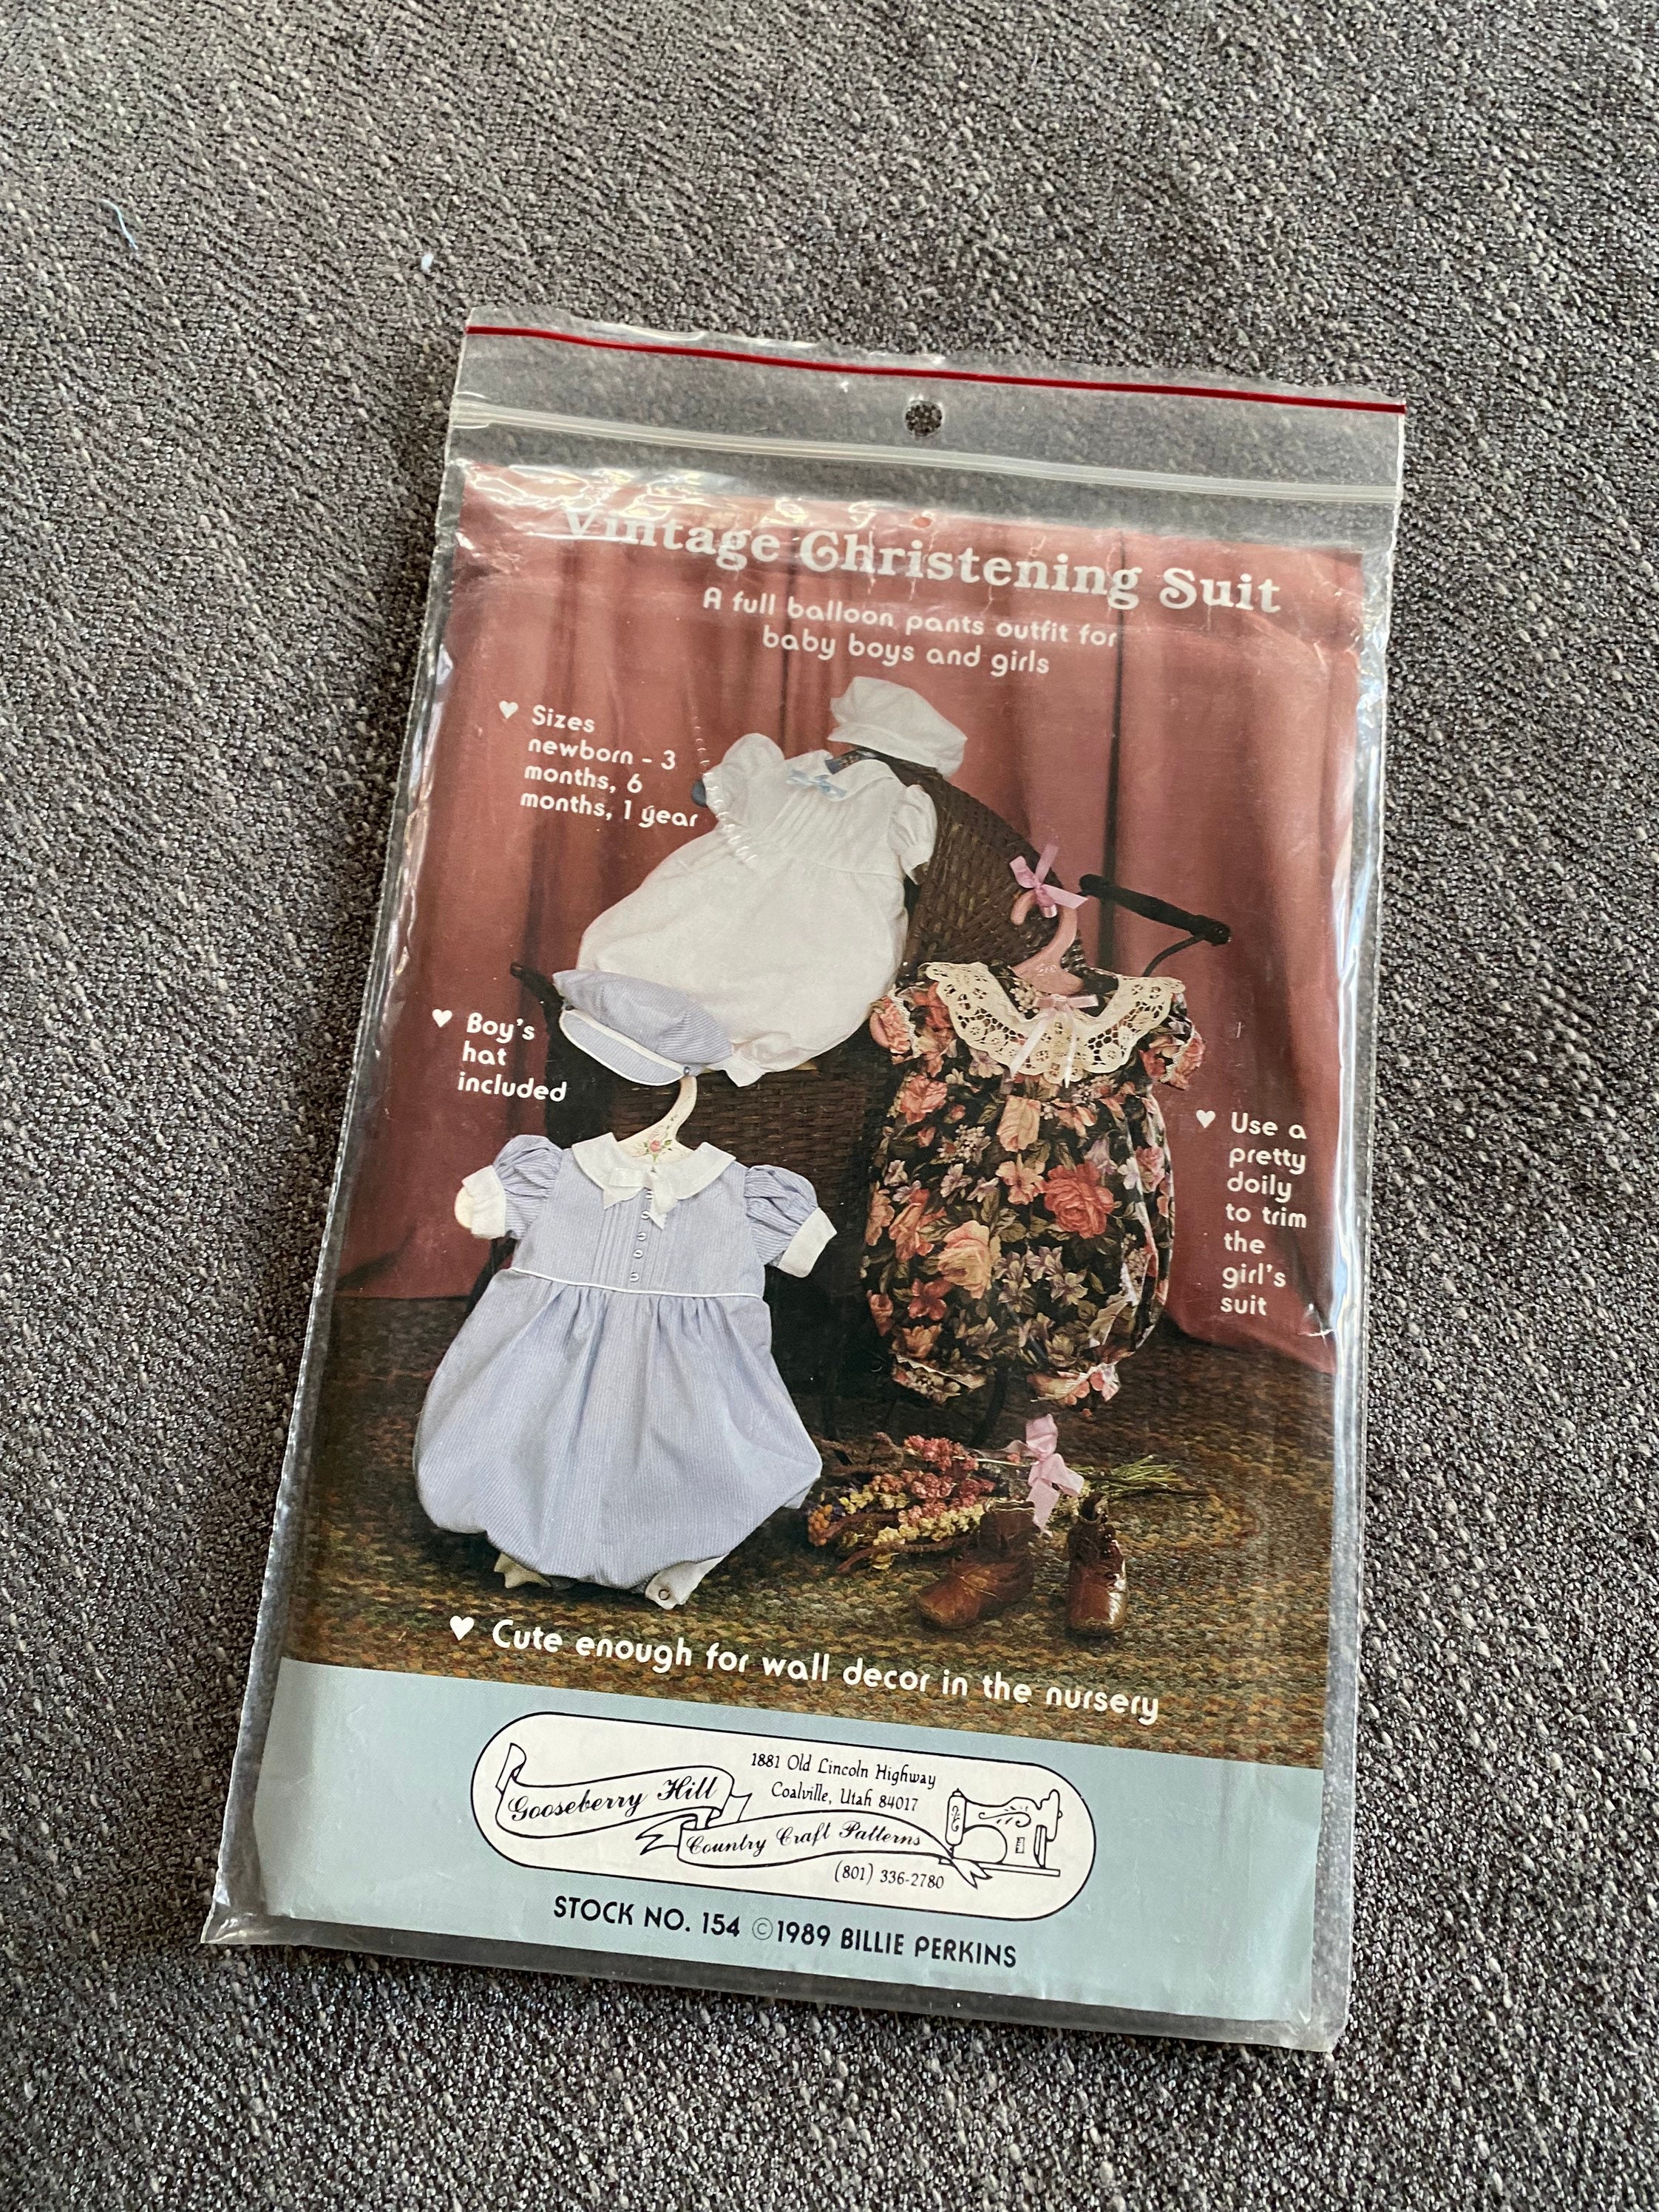 Vintage Christening Suit
A full balloon pants outfit for
baby boys and girls
Sizes
newborn - 3
months, 6
months, 1 year
Boy's
hat
included
Use a
pretty
doily
to trim
the
girl's
suit
Cute enough for wall decor in the nursery
1881 Old Lincoln Highway
Coalville, Utah 84017
Gooseberry Hill
Country Craft Patterns
(801) 336-2780
STOCK NO. 154 ©1989 BILLIE PERKINS